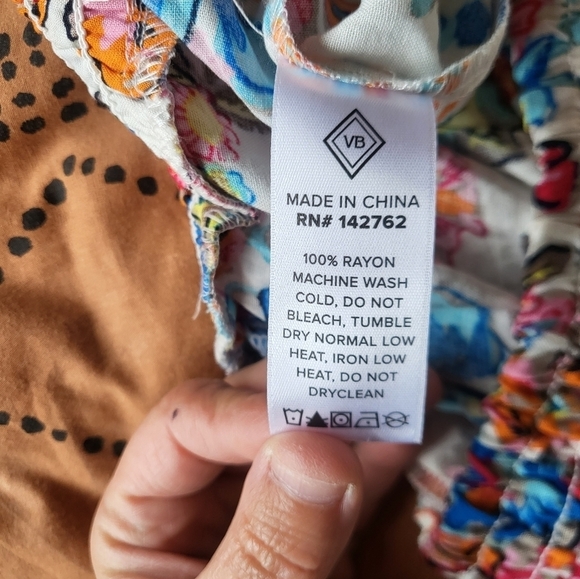 VB
MADE IN CHINA
RN# 142762
100% RAYON
MACHINE WASH
COLD, DO NOT
BLEACH, TUMBLE
DRY NORMAL LOW
HEAT, IRON LOW
HEAT, DO NOT
DRYCLEAN